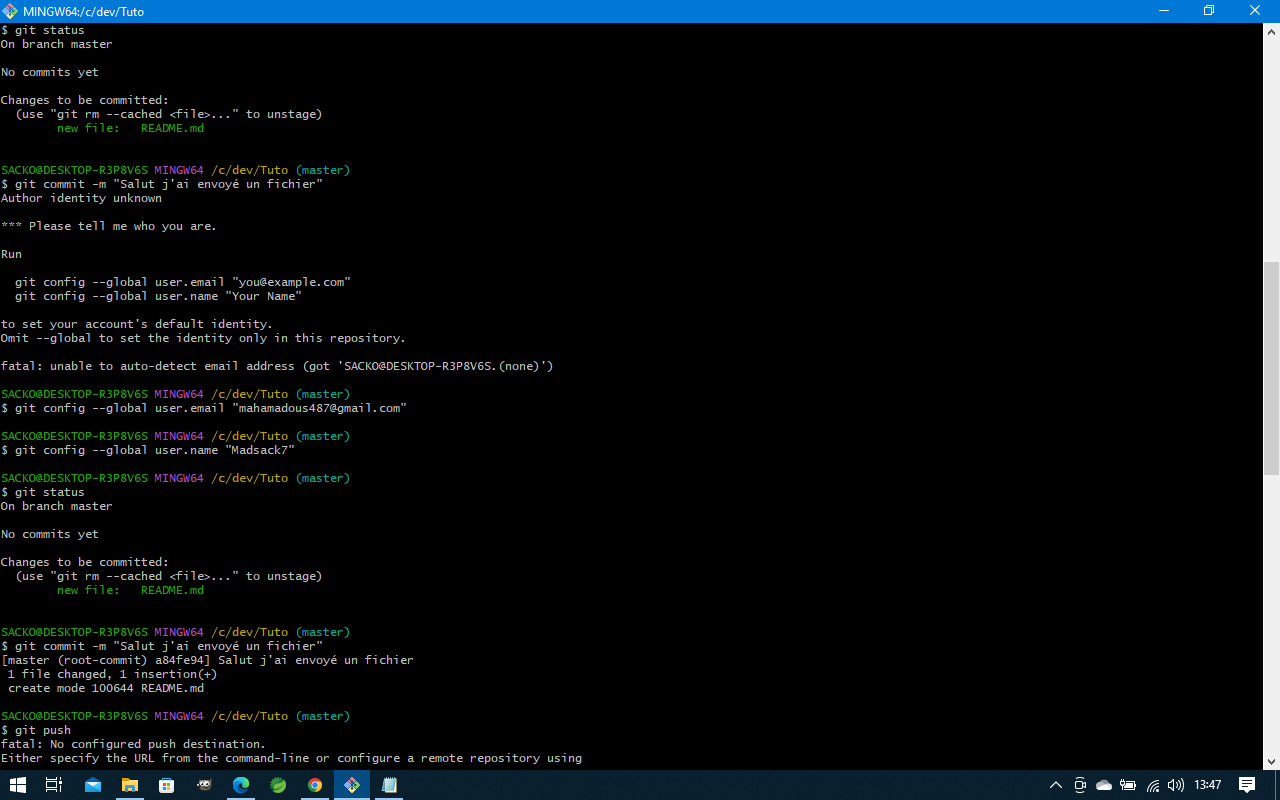 MINGW64:/c/dev/Tuto
$ git status
On branch master
No commits yet
Changes to be committed:
(use "git rm --cached <file>..." to unstage)
new file:   README.md
SACKO@DESKTOP-R3P8V6S MINGW64 /c/dev/Tuto (master)
$ git commit -m "Salut j'ai envoyé un fichier"
Author identity unknown
*** Please tell me who you are.
Run
git config --global user.email "you@example.com"
git config --global user.name "Your Name"
to set your account's default identity.
Omit --global to set the identity only in this repository.
fatal: unable to auto-detect email address (got 'SACKO@DESKTOP-R3P8V6S.(none)')
SACKO@DESKTOP-R3P8V6S MINGW64 /c/dev/Tuto (master)
$ git config --global user.email "mahamadous487@gmail.com"
SACKO@DESKTOP-R3P8V6S MINGW64 /c/dev/Tuto (master)
$ git config --global user.name "Madsack7"
SACKO@DESKTOP-R3P8V6S MINGW64 /c/dev/Tuto (master)
$ git status
On branch master
No commits yet
Changes to be committed:
(use "git rm --cached <file>..." to unstage)
new file:   README.md
SACKO@DESKTOP-R3P8V6S MINGW64 /c/dev/Tuto (master)
$ git commit -m "Salut j'ai envoyé un fichier"
[master (root-commit) a84fe94] Salut j'ai envoyé un fichier
1 file changed, 1 insertion(+)
create mode 100644 README.md
SACKO@DESKTOP-R3P8V6S MINGW64 /c/dev/Tuto (master)
$ git push
fatal: No configured push destination.
Either specify the URL from the command-line or configure a remote repository using
13:47